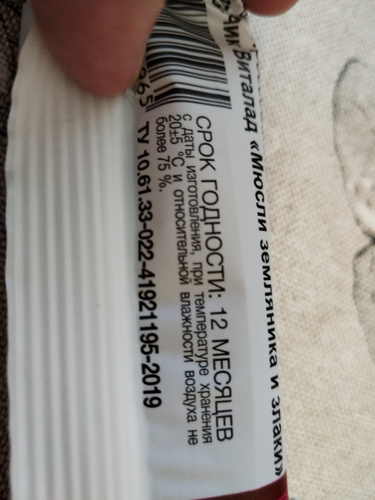 Виталад «Мюсли земляника и злаки»
СРОК ГОДНОСТИ: 12 МЕСЯЦЕВ
с даты изготовления, при температуре хранения
20±5 °С и относительной влажности воздуха не
более 75 %.
ТУ 10.61.33-022-41921195-2019